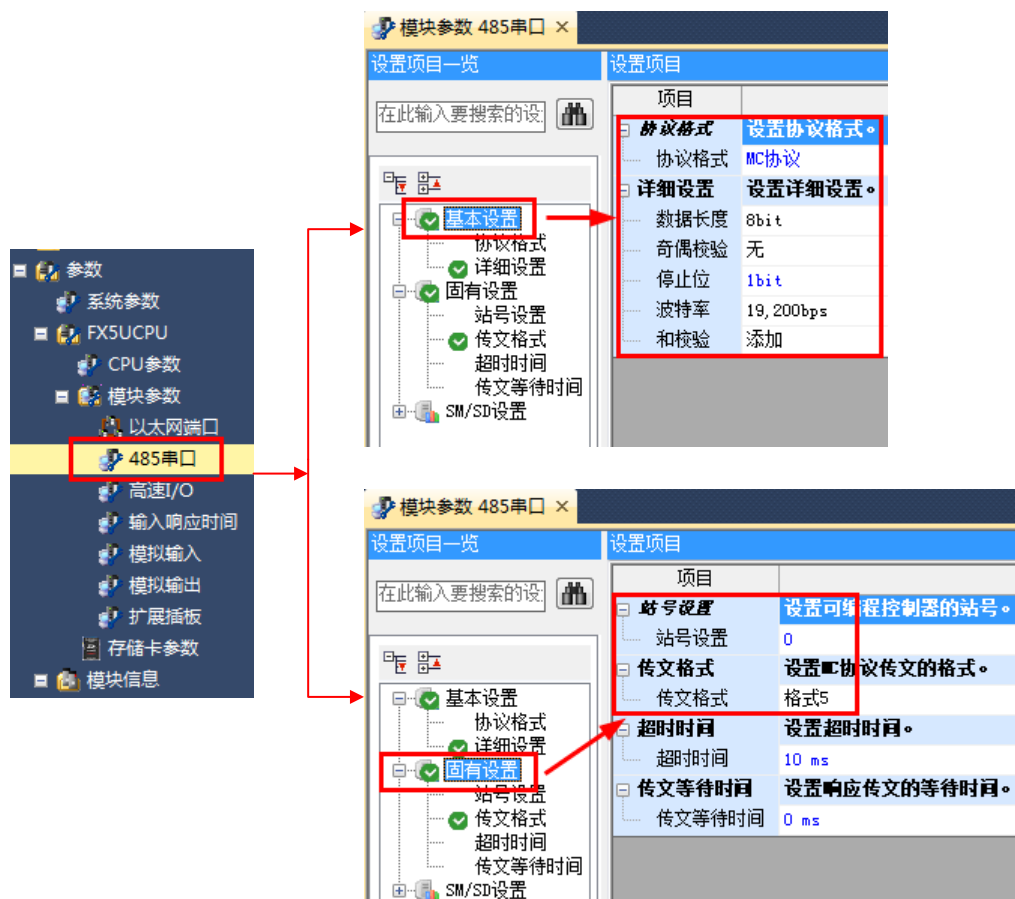 参数
系统参数
FX5UCPU
CPU参数
模块参数
以太网端口
485串口
高速I/O
输入响应时间
模拟输入
模拟输出
扩展插板
存储卡参数
模块信息
模块参数 485串口 ×
设置项目一览
在此输入要搜索的设
基本设置
协议格式
详细设置
固有设置
站号设置
传文格式
超时时间
传文等待时间
SM/SD设置
设置项目
项目
协议格式 设置协议格式。
协议格式 MC协议
详细设置 设置详细设置。
数据长度 8bit
奇偶校验 无
停止位 1bit
波特率 19,200bps
和校验 添加
模块参数 485串口 ×
设置项目一览
在此输入要搜索的设
基本设置
协议格式
详细设置
固有设置
站号设置
传文格式
超时时间
传文等待时间
SM/SD设置
设置项目
项目
站号设置 设置可编程控制器的站号。
站号设置 0
传文格式 设置MC协议传文的格式。
传文格式 格式5
超时时间 设置超时时间。
超时时间 10 ms
传文等待时间 设置响应传文的等待时间。
传文等待时间 0 ms